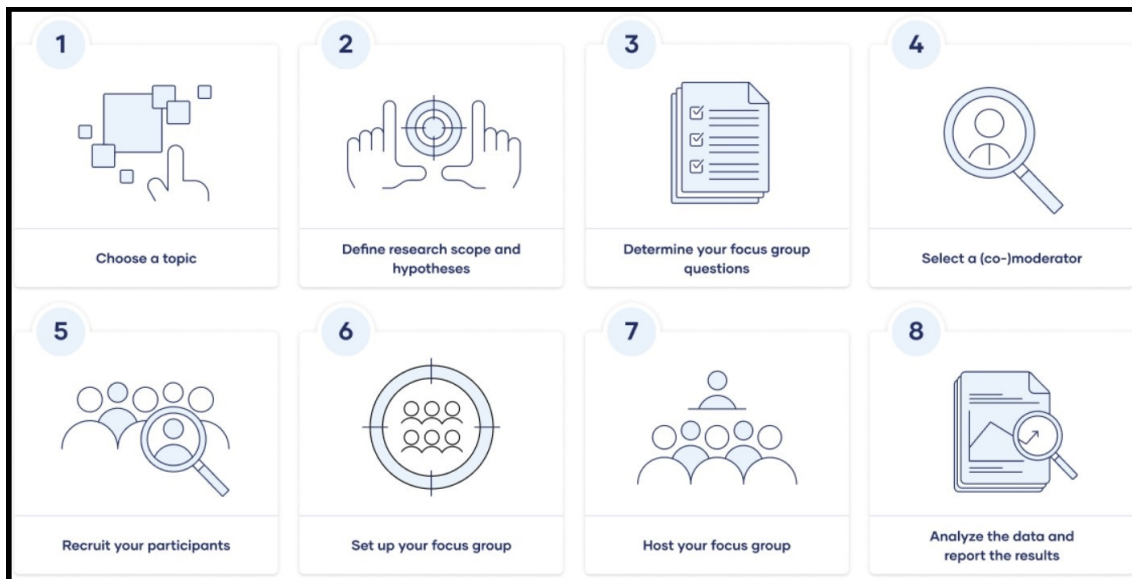 1
Choose a topic
2
Define research scope and
hypotheses
3
Determine your focus group
questions
4
Select a (co-)moderator
5
Recruit your participants
6
Set up your focus group
7
Host your focus group
8
Analyze the data and
report the results